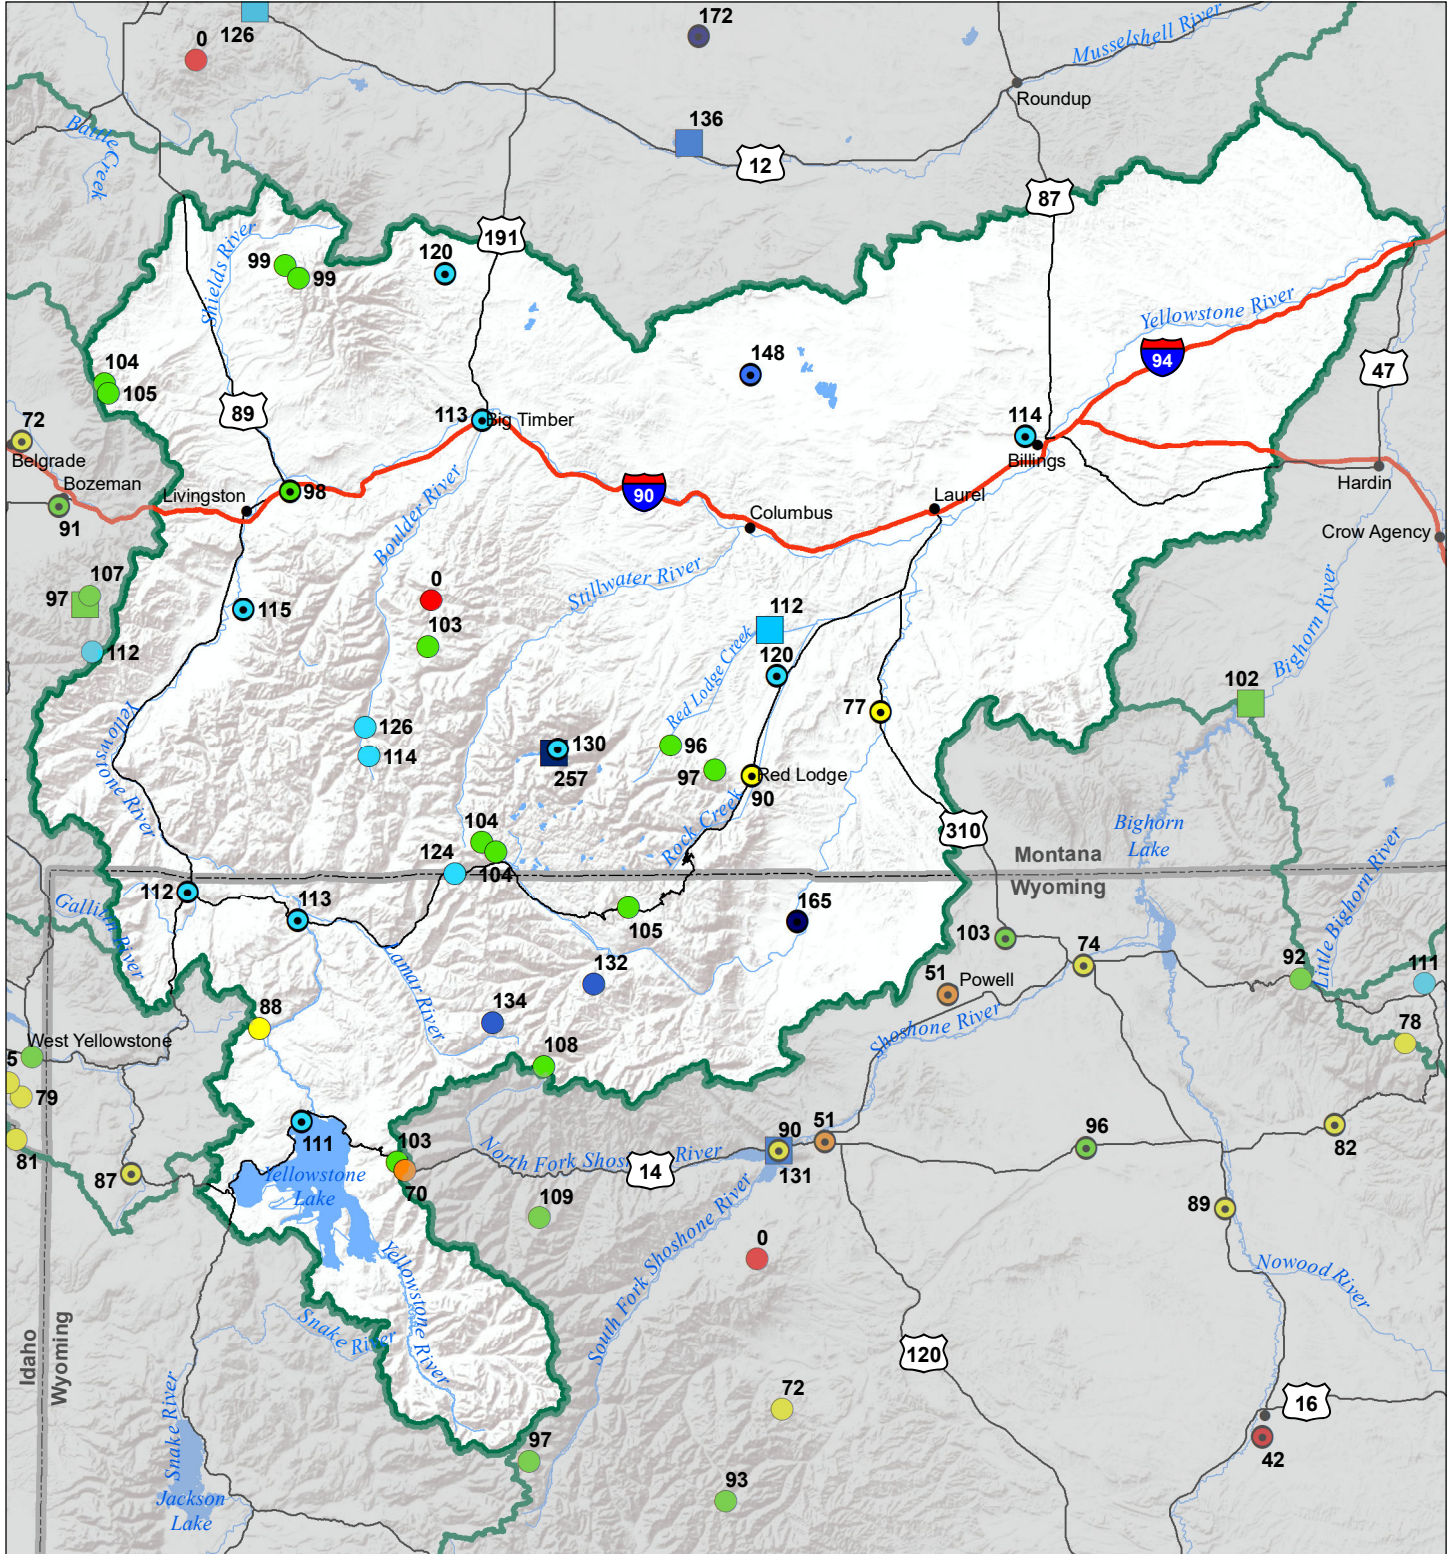 126
0
172
Musselshell River
Roundup
136
12
Battle
Creek
87
191
Shields River
99
99
120
Yellowstone River
94
148
47
104
105
89
113
Big Timber
114
Billings
72
Belgrade
Bozeman
91
Livingston
98
90
Boulder River
Columbus
Laurel
Hardin
Crow Agency
107
97
115
0
103
Stillwater River
112
Red Lodge Creek
120
112
Bighorn River
102
77
Yellowstone River
126
114
130
257
96
97
Red Lodge
90
Rock Creek
310
Bighorn
Lake
104
124
104
Montana
Wyoming
112
113
105
165
Gallatin River
Lamar River
132
134
103
74
51
Powell
Shoshone River
92
Little Bighorn River
111
78
88
West Yellowstone
5
79
108
81
111
103
70
87
Yellowstone
Lake
North Fork Shoshone River
14
90
131
51
96
82
109
89
0
South Fork Shoshone River
Yellowstone River
Nowood River
Snake River
Idaho
Wyoming
120
72
16
42
97
93
Snake River
Jackson
Lake